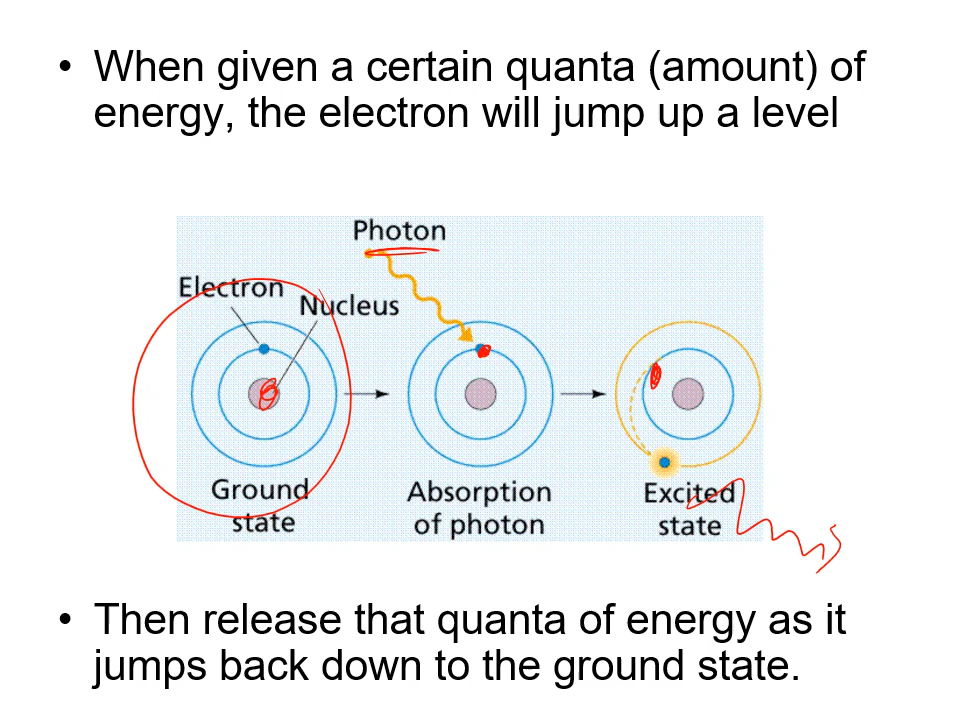 • When given a certain quanta (amount) of
energy, the electron will jump up a level
Photon
Electron
Nucleus
Ground
state
Absorption
of photon
Excited
state
• Then release that quanta of energy as it
jumps back down to the ground state.